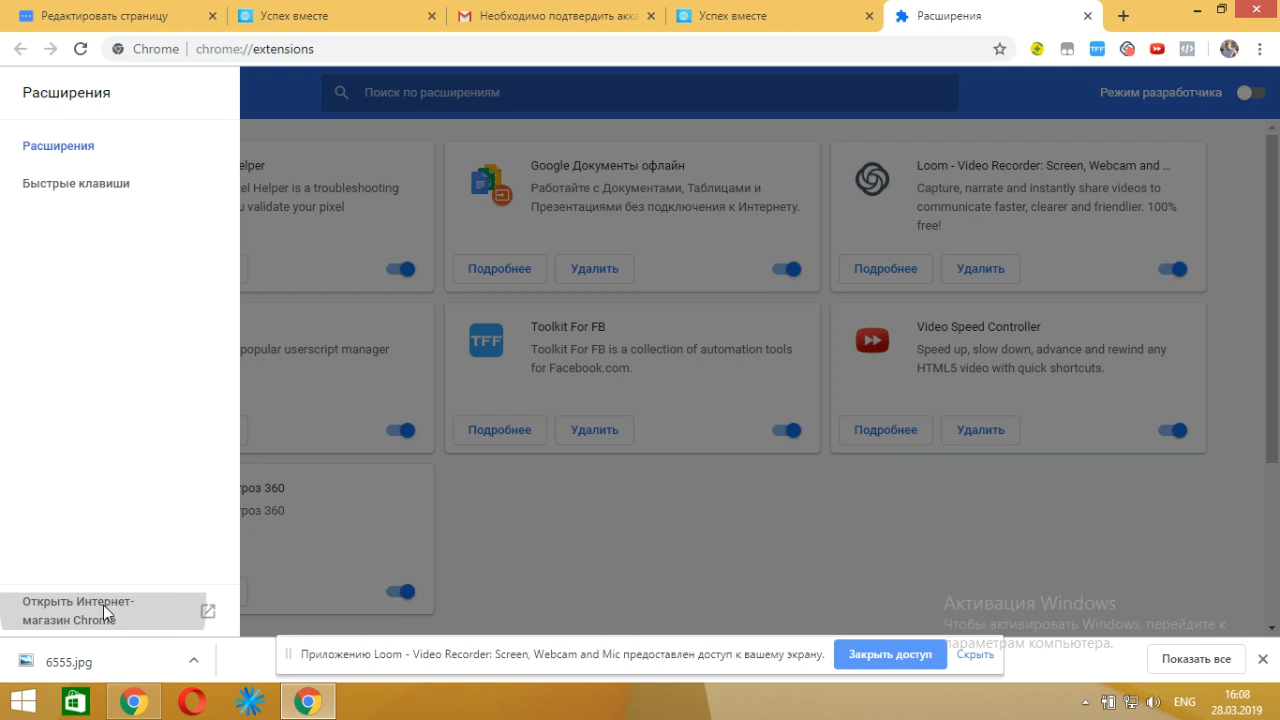 Редактировать страницу
Успех вместе
Необходимо подтвердить акка
Успех вместе
Расширения
Chrome
chrome://extensions
Расширения
Поиск по расширениям
Режим разработчика
Расширения
Быстрые клавиши
elper
el Helper is a troubleshooting
u validate your pixel
Google Документы офлайн
Работайте с Документами, Таблицами и
Презентациями без подключения к Интернету.
Подробнее
Удалить
Loom - Video Recorder: Screen, Webcam and ...
Capture, narrate and instantly share videos to
communicate faster, clearer and friendlier. 100%
free!
Подробнее
Удалить
popular userscript manager
TFF
Toolkit For FB
Toolkit For FB is a collection of automation tools
for Facebook.com.
Подробнее
Удалить
Video Speed Controller
Speed up, slow down, advance and rewind any
HTML5 video with quick shortcuts.
Подробнее
Удалить
гроз 360
гроз 360
Открыть Интернет-
магазин Chrome
Активация Windows
Чтобы активировать Windows, перейдите к
параметрам компьютера.
6555.jpg
Приложению Loom - Video Recorder: Screen, Webcam and Mic предоставлен доступ к вашему экрану.
Закрыть доступ
Скрыть
Показать все
ENG
16:08
28.03.2019